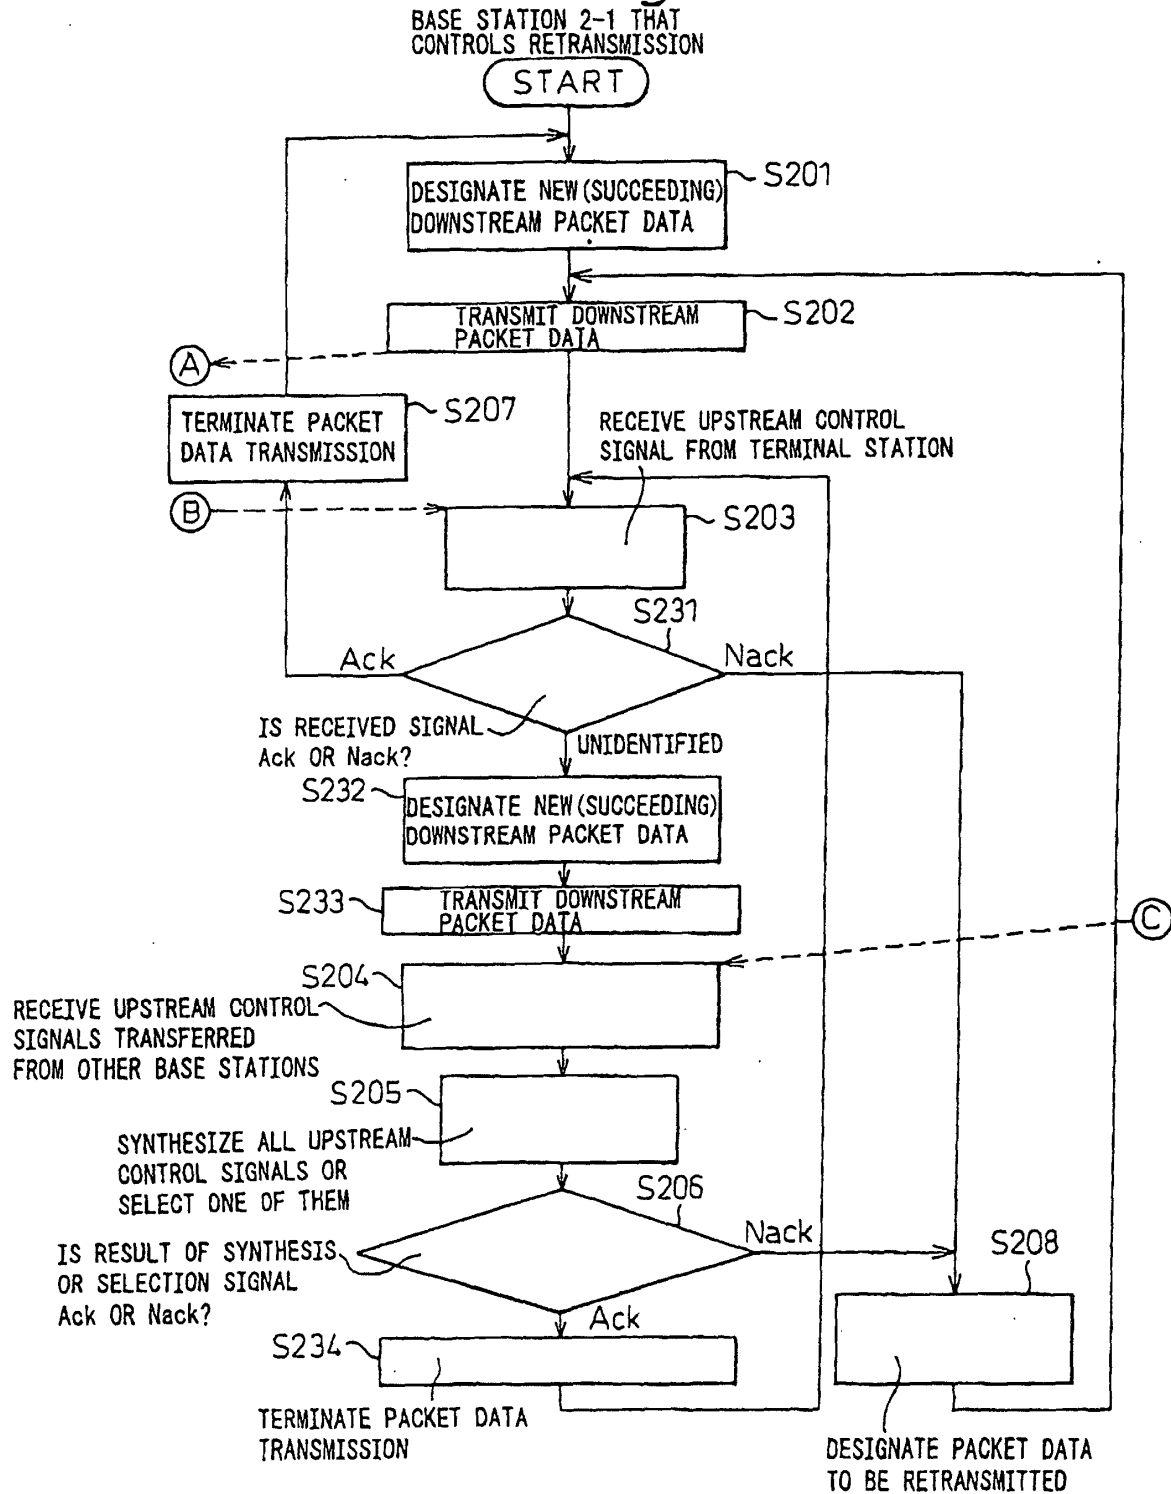 BASE STATION 2-1 THAT
CONTROLS RETRANSMISSION
START
DESIGNATE NEW (SUCCEEDING)
DOWNSTREAM PACKET DATA
S201
TRANSMIT DOWNSTREAM
PACKET DATA
S202
A
TERMINATE PACKET
DATA TRANSMISSION
S207
RECEIVE UPSTREAM CONTROL
SIGNAL FROM TERMINAL STATION
B
S203
S231
Ack
Nack
IS RECEIVED SIGNAL
Ack OR Nack?
UNIDENTIFIED
S232
DESIGNATE NEW (SUCCEEDING)
DOWNSTREAM PACKET DATA
S233
TRANSMIT DOWNSTREAM
PACKET DATA
C
S204
RECEIVE UPSTREAM CONTROL
SIGNALS TRANSFERRED
FROM OTHER BASE STATIONS
S205
SYNTHESIZE ALL UPSTREAM
CONTROL SIGNALS OR
SELECT ONE OF THEM
S206
Nack
IS RESULT OF SYNTHESIS
OR SELECTION SIGNAL
Ack OR Nack?
S208
Ack
S234
TERMINATE PACKET DATA
TRANSMISSION
DESIGNATE PACKET DATA
TO BE RETRANSMITTED